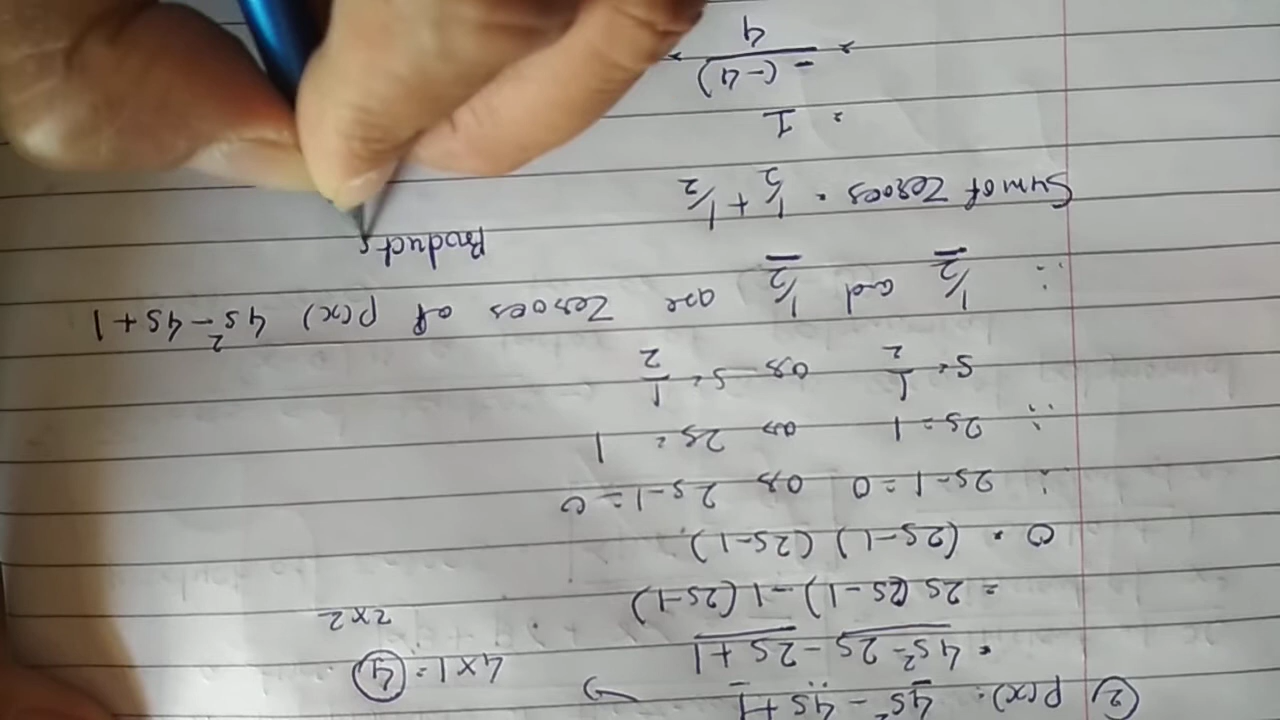 ② P(x) = 4s² - 4s + 1
= 4s² - 2s - 2s + 1 4 x 1 = ④
= 2s (2s - 1) - 1 (2s - 1) 2 x 2
0 = (2s - 1) (2s - 1)
∴ 2s - 1 = 0 or 2s - 1 = 0
∴ 2s = 1 or 2s = 1
s = 1/2 or s = 1/2
∴ 1/2 and 1/2 are Zeroes of P(x) 4s² - 4s + 1
Sum of Zeroes = 1/2 + 1/2 Product
= 1
= -(-4)/4